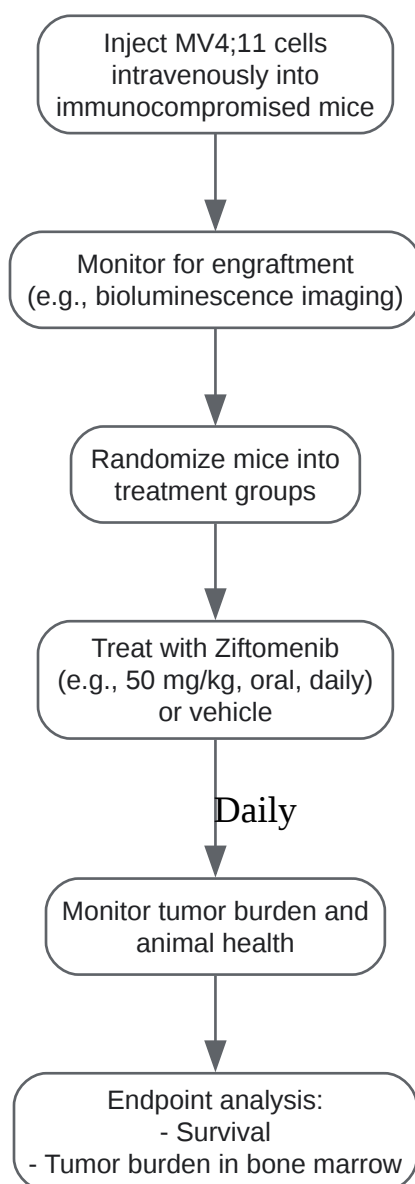 Inject MV4;11 cells
intravenously into
immunocompromised mice
Monitor for engraftment
(e.g., bioluminescence imaging)
Randomize mice into
treatment groups
Treat with Ziftomenib
(e.g., 50 mg/kg, oral, daily)
or vehicle
Daily
Monitor tumor burden and
animal health
Endpoint analysis:
- Survival
- Tumor burden in bone marrow